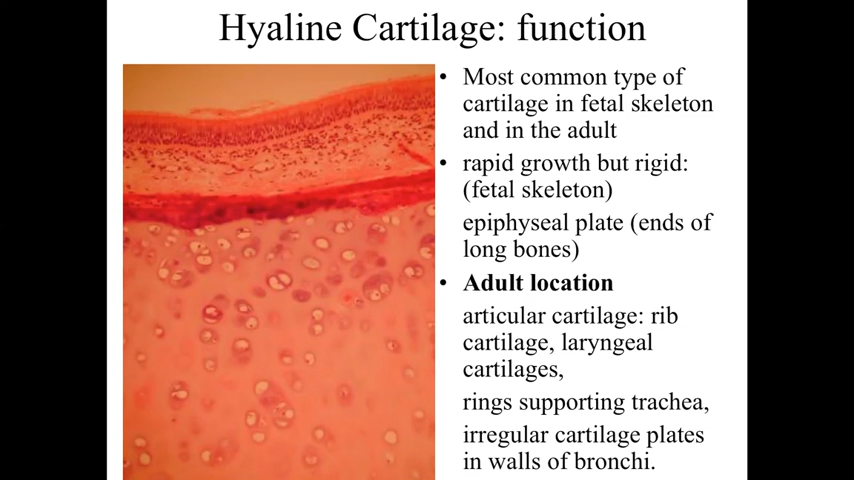 Hyaline Cartilage: function
• Most common type of
cartilage in fetal skeleton
and in the adult
• rapid growth but rigid:
(fetal skeleton)
epiphyseal plate (ends of
long bones)
• Adult location
articular cartilage: rib
cartilage, laryngeal
cartilages,
rings supporting trachea,
irregular cartilage plates
in walls of bronchi.